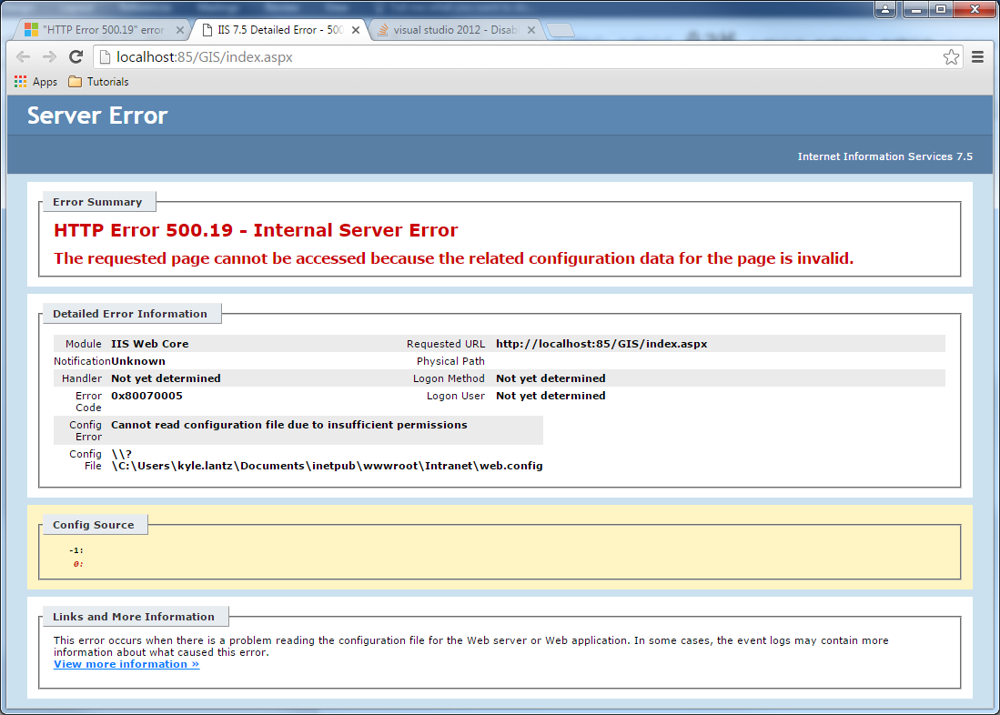 "HTTP Error 500.19" error
IIS 7.5 Detailed Error - 500
visual studio 2012 - Disabl
localhost:85/GIS/index.aspx
Apps
Tutorials
Server Error
Internet Information Services 7.5
Error Summary
HTTP Error 500.19 - Internal Server Error
The requested page cannot be accessed because the related configuration data for the page is invalid.
Detailed Error Information
Module IIS Web Core
Requested URL http://localhost:85/GIS/index.aspx
Notification Unknown
Physical Path
Handler Not yet determined
Logon Method Not yet determined
Error Code 0x80070005
Logon User Not yet determined
Config Error Cannot read configuration file due to insufficient permissions
Config File \\?
\C:\Users\kyle.lantz\Documents\inetpub\wwwroot\Intranet\web.config
Config Source
-1:
0:
Links and More Information
This error occurs when there is a problem reading the configuration file for the Web server or Web application. In some cases, the event logs may contain more
information about what caused this error.
View more information »